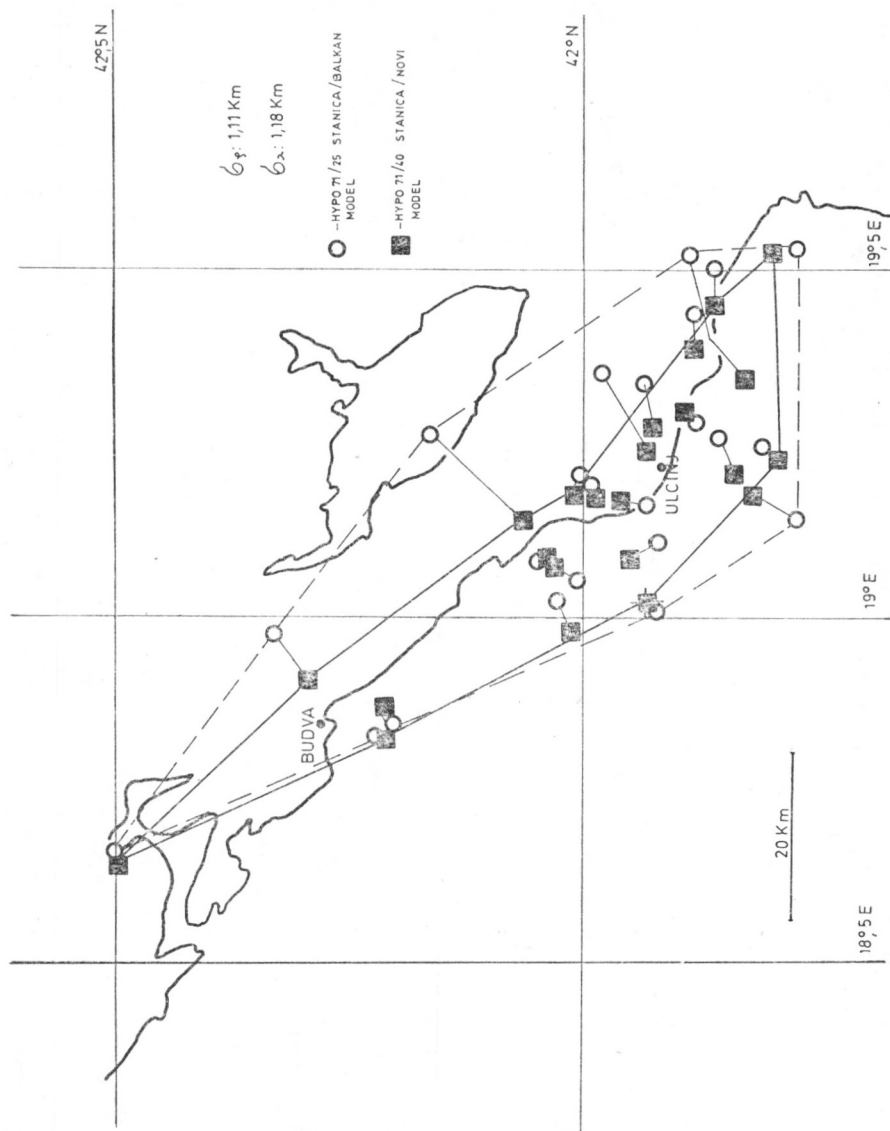 42°,5 N
42° N
σφ: 1,11 Km
σλ: 1,18 Km
-HYPO 71/25 STANICA/BALKAN
MODEL
-HYPO 71/40 STANICA/NOVI
MODEL
19°,5 E
19° E
18°,5 E
BUDVA
ULCINJ
20 Km